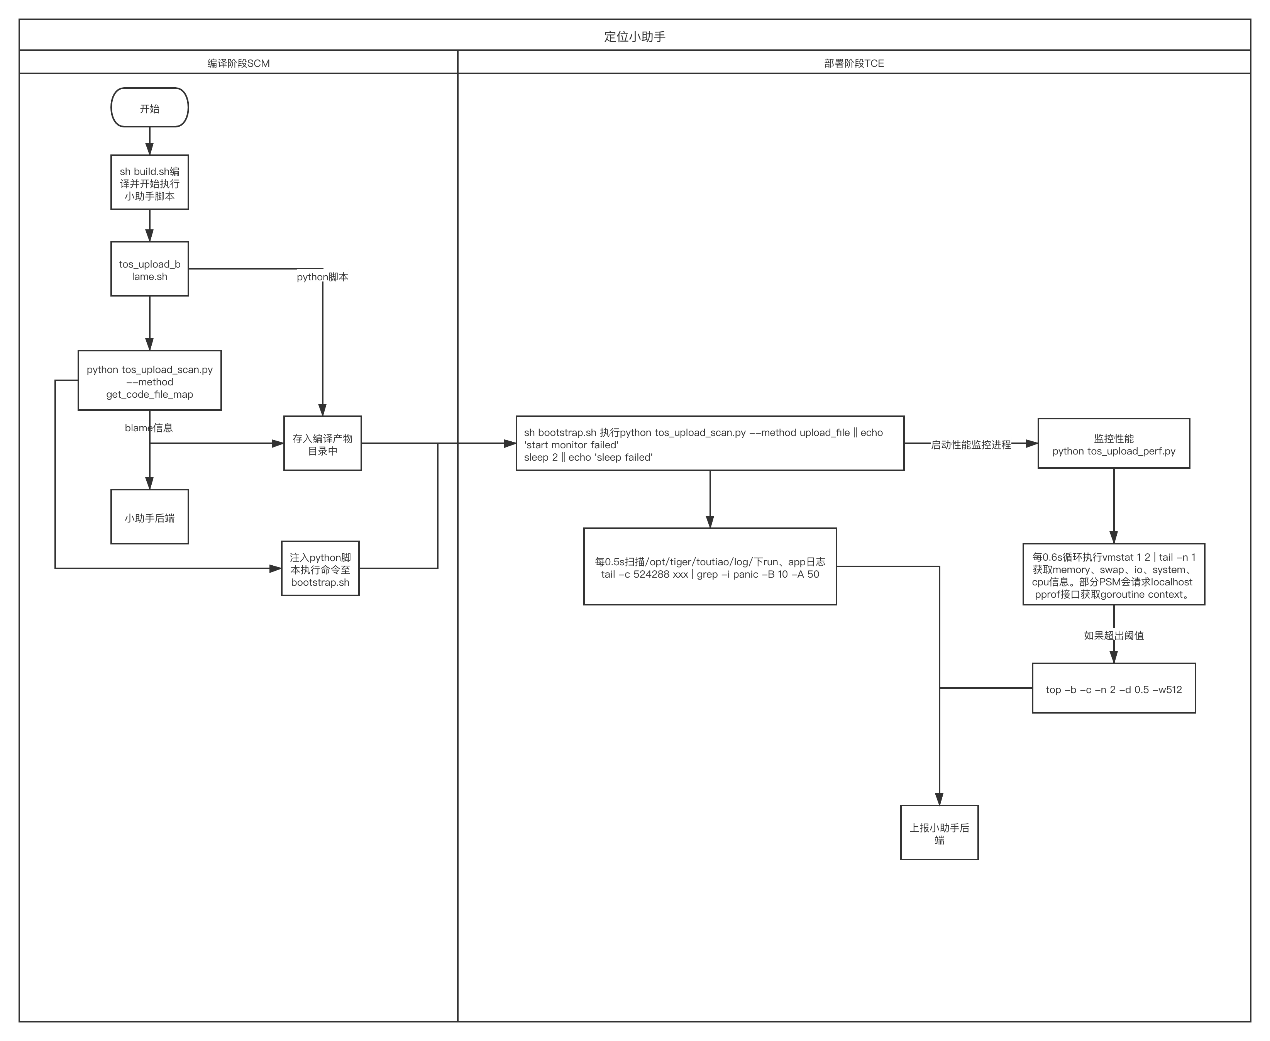 定位小助手
编译阶段SCM
部署阶段TCE
开始
sh build.sh编
译并开始执行
小助手脚本
tos_upload_b
lame.sh
python脚本
python tos_upload_scan.py
--method
get_code_file_map
blame信息
存入编译产物
目录中
小助手后端
注入python脚
本执行命令至
bootstrap.sh
sh bootstrap.sh 执行python tos_upload_scan.py --method upload_file || echo
'start monitor failed'
sleep 2 || echo 'sleep failed'
启动性能监控进程
监控性能
python tos_upload_perf.py
每0.5s扫描/opt/tiger/toutiao/log/下run、app日志
tail -c 524288 xxx | grep -i panic -B 10 -A 50
每0.6s循环执行vmstat 1 2 | tail -n 1
获取memory、swap、io、system、
cpu信息。部分PSM会请求localhost
pprof接口获取goroutine context。
如果超出阈值
top -b -c -n 2 -d 0.5 -w512
上报小助手后
端